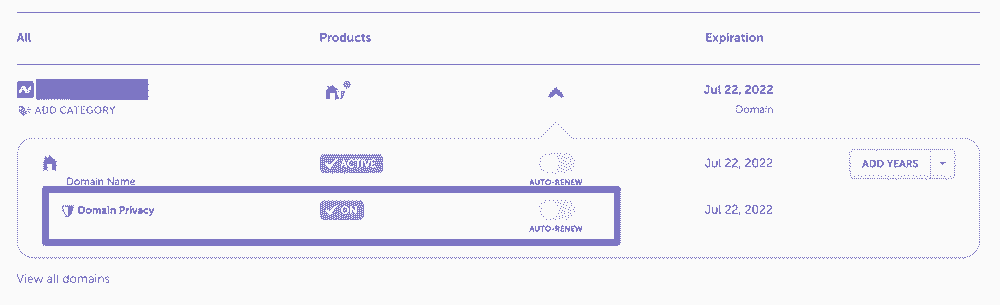 All Products Expiration
Jul 22, 2022
ADD CATEGORY Domain
ACTIVE Jul 22, 2022 ADD YEARS
Domain Name AUTO-RENEW
Domain Privacy ON Jul 22, 2022
AUTO-RENEW
View all domains